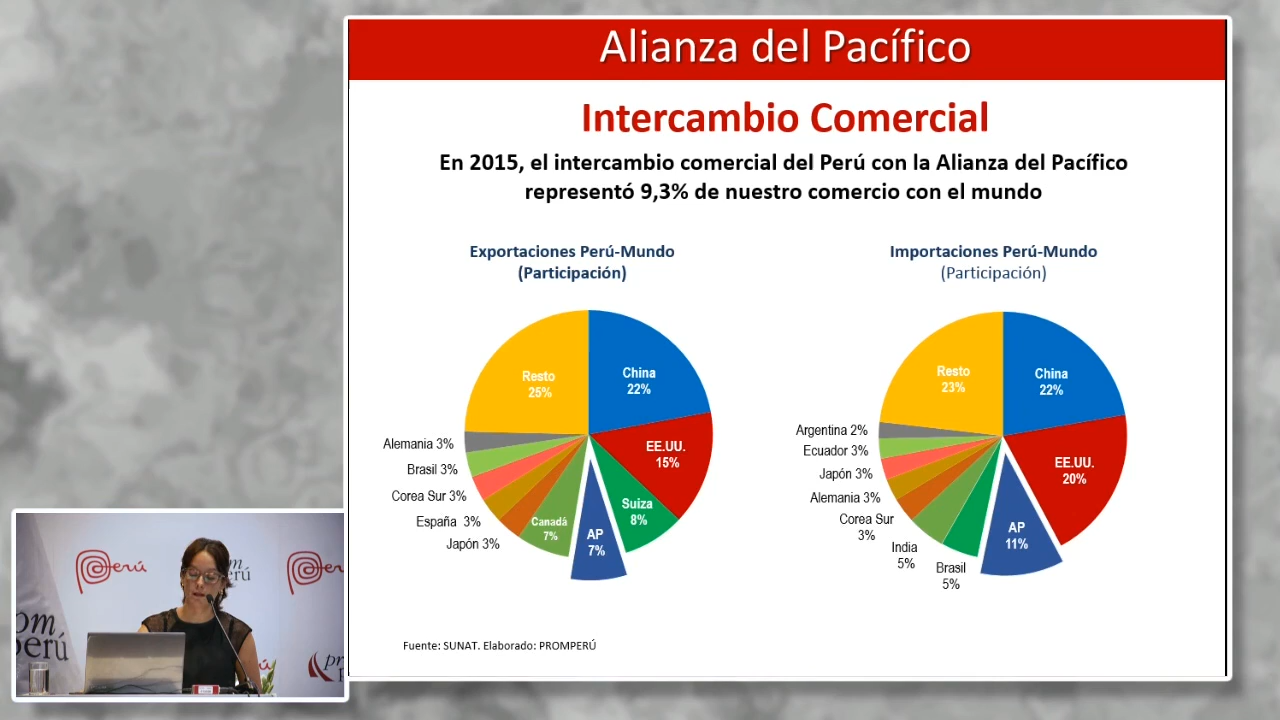 Alianza del Pacífico
Intercambio Comercial
En 2015, el intercambio comercial del Perú con la Alianza del Pacífico
representó 9,3% de nuestro comercio con el mundo
Exportaciones Perú-Mundo
(Participación)
China
22%
EE.UU.
15%
Suiza
8%
AP
7%
Canadá
7%
Japón 3%
España 3%
Corea Sur 3%
Brasil 3%
Alemania 3%
Resto
25%
Importaciones Perú-Mundo
(Participación)
China
22%
EE.UU.
20%
AP
11%
Brasil
5%
India
5%
Corea Sur
3%
Alemania 3%
Japón 3%
Ecuador 3%
Argentina 2%
Resto
23%
Fuente: SUNAT. Elaborado: PROMPERÚ
Perú
perú
om
perú